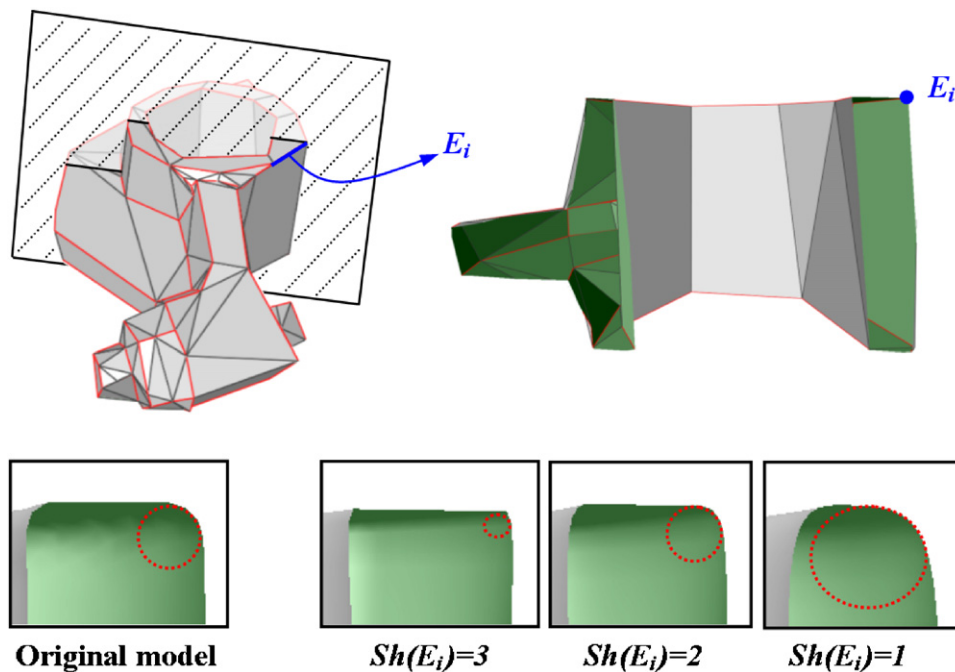 E_i
E_i
Original model
Sh(E_i)=3
Sh(E_i)=2
Sh(E_i)=1